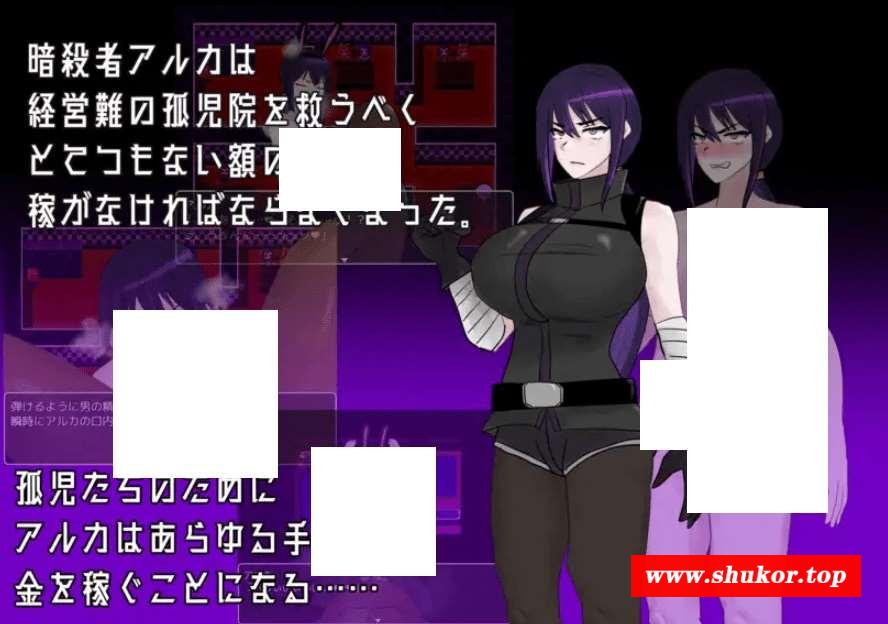 暗殺者アルカは
経営難の孤児院を救うべく
とてつもない額の
稼がなければならなくなった。
弾けるように男の精
瞬時にアルカの口内
孤児たちのために
アルカはあらゆる手
金を稼ぐことになる……
www.shukor.top